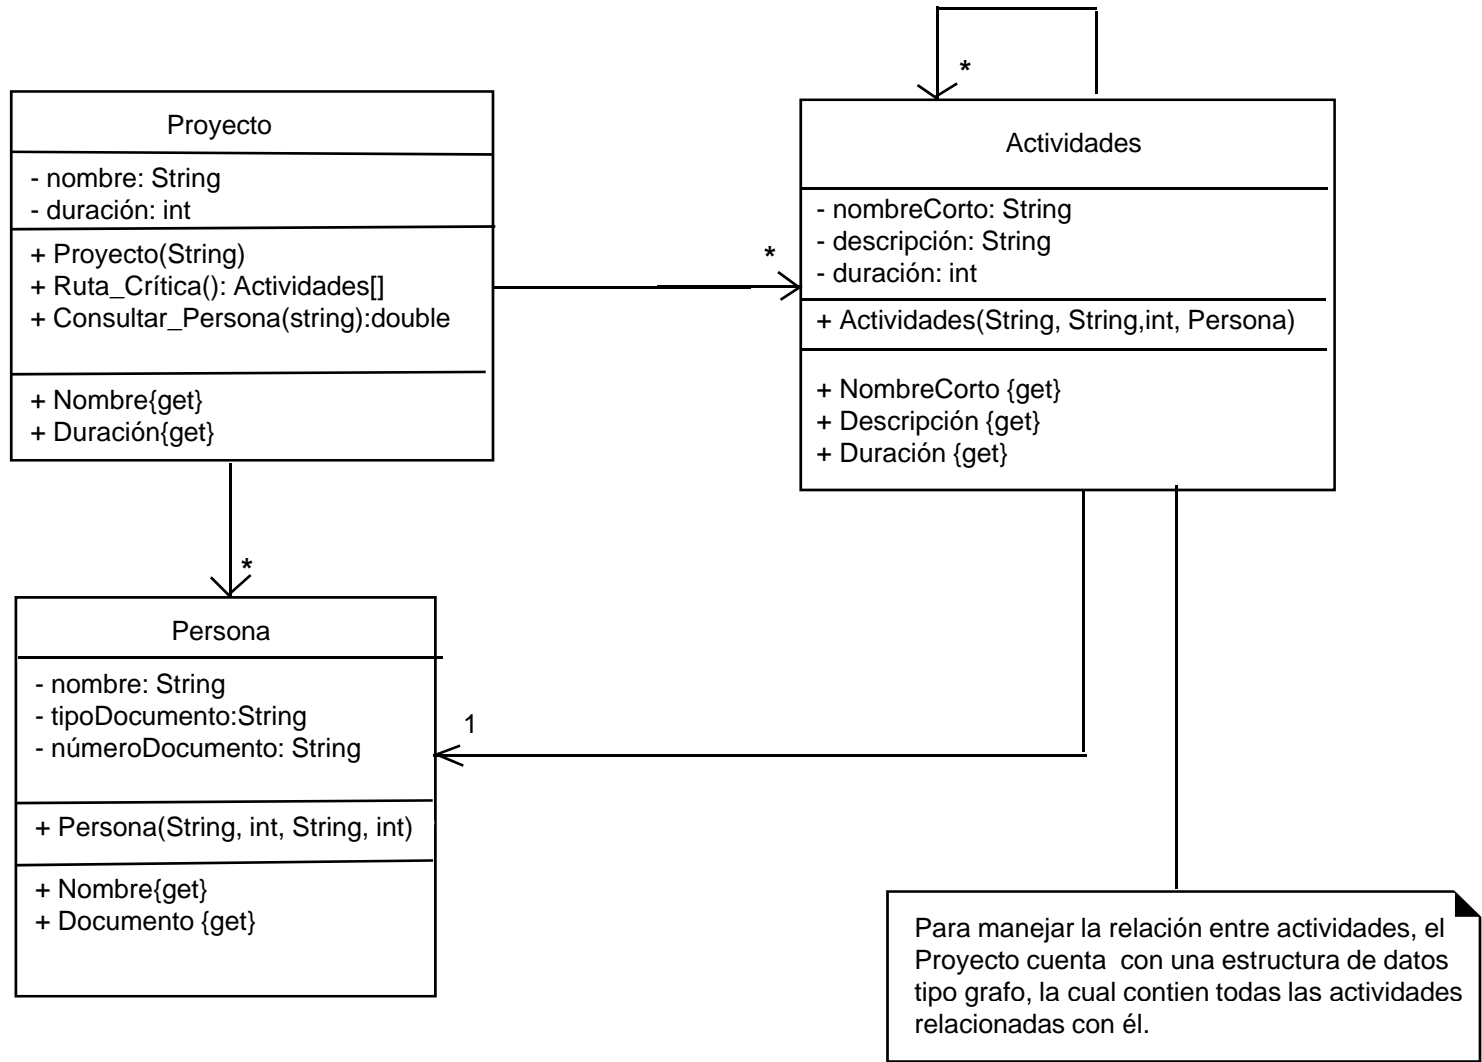 *
Proyecto
- nombre: String
- duración: int
+ Proyecto(String)
+ Ruta_Crítica(): Actividades[]
+ Consultar_Persona(string):double
+ Nombre{get}
+ Duración{get}
*
Actividades
- nombreCorto: String
- descripción: String
- duración: int
+ Actividades(String, String,int, Persona)
+ NombreCorto {get}
+ Descripción {get}
+ Duración {get}
*
Persona
- nombre: String
- tipoDocumento:String
- númeroDocumento: String
+ Persona(String, int, String, int)
+ Nombre{get}
+ Documento {get}
1
Para manejar la relación entre actividades, el
Proyecto cuenta  con una estructura de datos
tipo grafo, la cual contien todas las actividades
relacionadas con él.